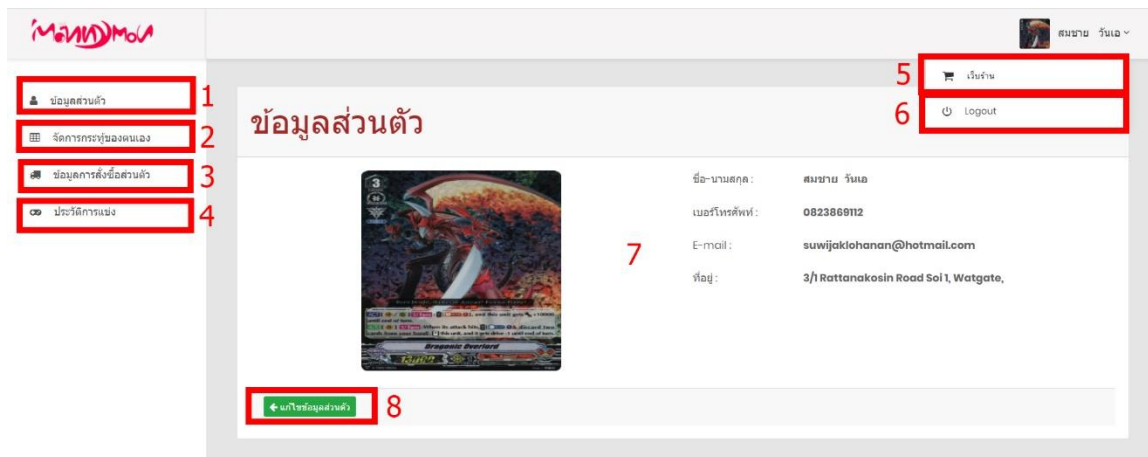 สมชาย วันเอ
5
เว็บร้าน
6
Logout
ข้อมูลส่วนตัว
1
จัดการกระทู้ของตนเอง
2
ข้อมูลการสั่งซื้อส่วนตัว
3
ประวัติการแข่ง
4
ข้อมูลส่วนตัว
3
Dragonic Overlord
7
ชื่อ-นามสกุล : สมชาย วันเอ
เบอร์โทรศัพท์ : 0823869112
E-mail : suwijaklohanan@hotmail.com
ที่อยู่ : 3/1 Rattanakosin Road Soi 1, Watgate,
แก้ไขข้อมูลส่วนตัว
8